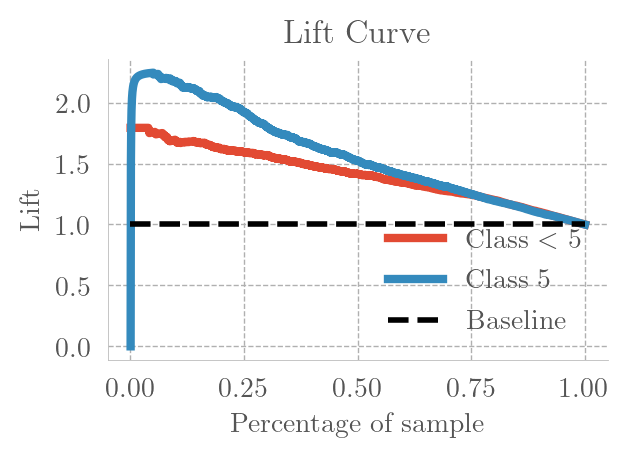 Lift Curve
Lift
2.0
1.5
1.0
0.5
0.0
Class < 5
Class 5
Baseline
0.00 0.25 0.50 0.75 1.00
Percentage of sample